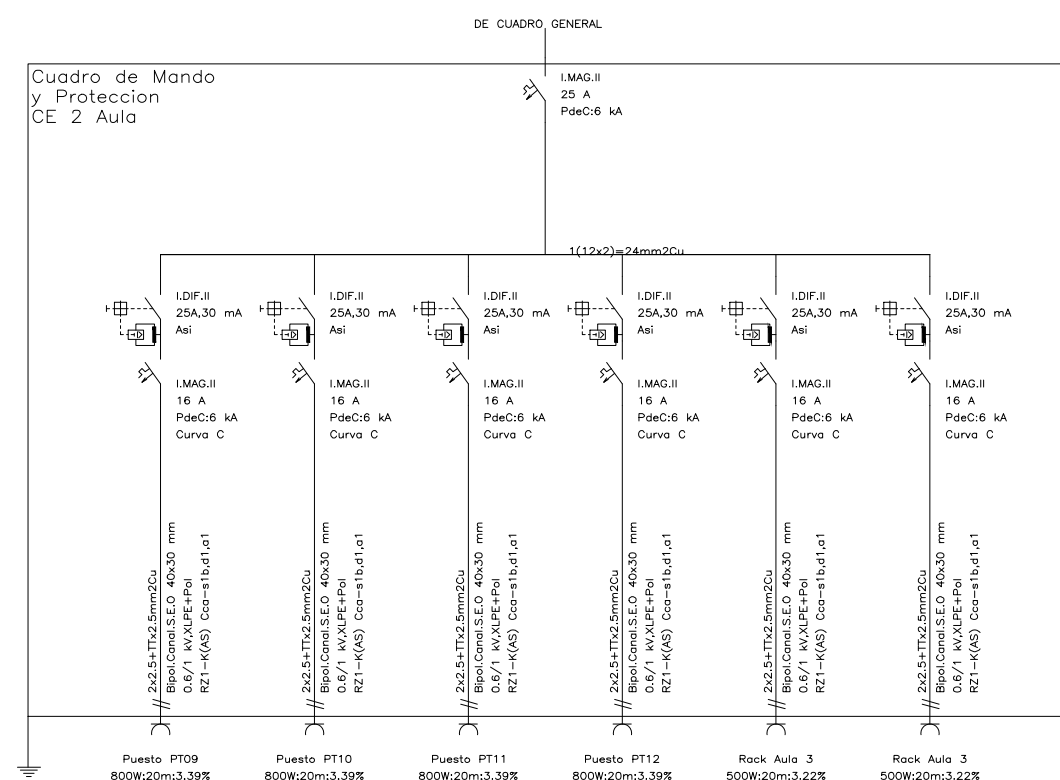 DE CUADRO GENERAL
Cuadro de Mando
y Proteccion
CE 2 Aula
I.MAG.II
25 A
PdeC:6 kA
1(12x2)=24mm2Cu
I.DIF.II
25A,30 mA
Asi
I.DIF.II
25A,30 mA
Asi
I.DIF.II
25A,30 mA
Asi
I.DIF.II
25A,30 mA
Asi
I.DIF.II
25A,30 mA
Asi
I.DIF.II
25A,30 mA
Asi
I.MAG.II
16 A
PdeC:6 kA
Curva C
I.MAG.II
16 A
PdeC:6 kA
Curva C
I.MAG.II
16 A
PdeC:6 kA
Curva C
I.MAG.II
16 A
PdeC:6 kA
Curva C
I.MAG.II
16 A
PdeC:6 kA
Curva C
I.MAG.II
16 A
PdeC:6 kA
Curva C
2x2.5+TTx2.5mm2Cu
Bipol.Canal.S.E.O 40x30 mm
0.6/1 kV,XLPE+Pol
RZ1-K(AS) Cca-s1b,d1,a1
2x2.5+TTx2.5mm2Cu
Bipol.Canal.S.E.O 40x30 mm
0.6/1 kV,XLPE+Pol
RZ1-K(AS) Cca-s1b,d1,a1
2x2.5+TTx2.5mm2Cu
Bipol.Canal.S.E.O 40x30 mm
0.6/1 kV,XLPE+Pol
RZ1-K(AS) Cca-s1b,d1,a1
2x2.5+TTx2.5mm2Cu
Bipol.Canal.S.E.O 40x30 mm
0.6/1 kV,XLPE+Pol
RZ1-K(AS) Cca-s1b,d1,a1
2x2.5+TTx2.5mm2Cu
Bipol.Canal.S.E.O 40x30 mm
0.6/1 kV,XLPE+Pol
RZ1-K(AS) Cca-s1b,d1,a1
2x2.5+TTx2.5mm2Cu
Bipol.Canal.S.E.O 40x30 mm
0.6/1 kV,XLPE+Pol
RZ1-K(AS) Cca-s1b,d1,a1
Puesto PT09
800W:20m:3.39%
Puesto PT10
800W:20m:3.39%
Puesto PT11
800W:20m:3.39%
Puesto PT12
800W:20m:3.39%
Rack Aula 3
500W:20m:3.22%
Rack Aula 3
500W:20m:3.22%